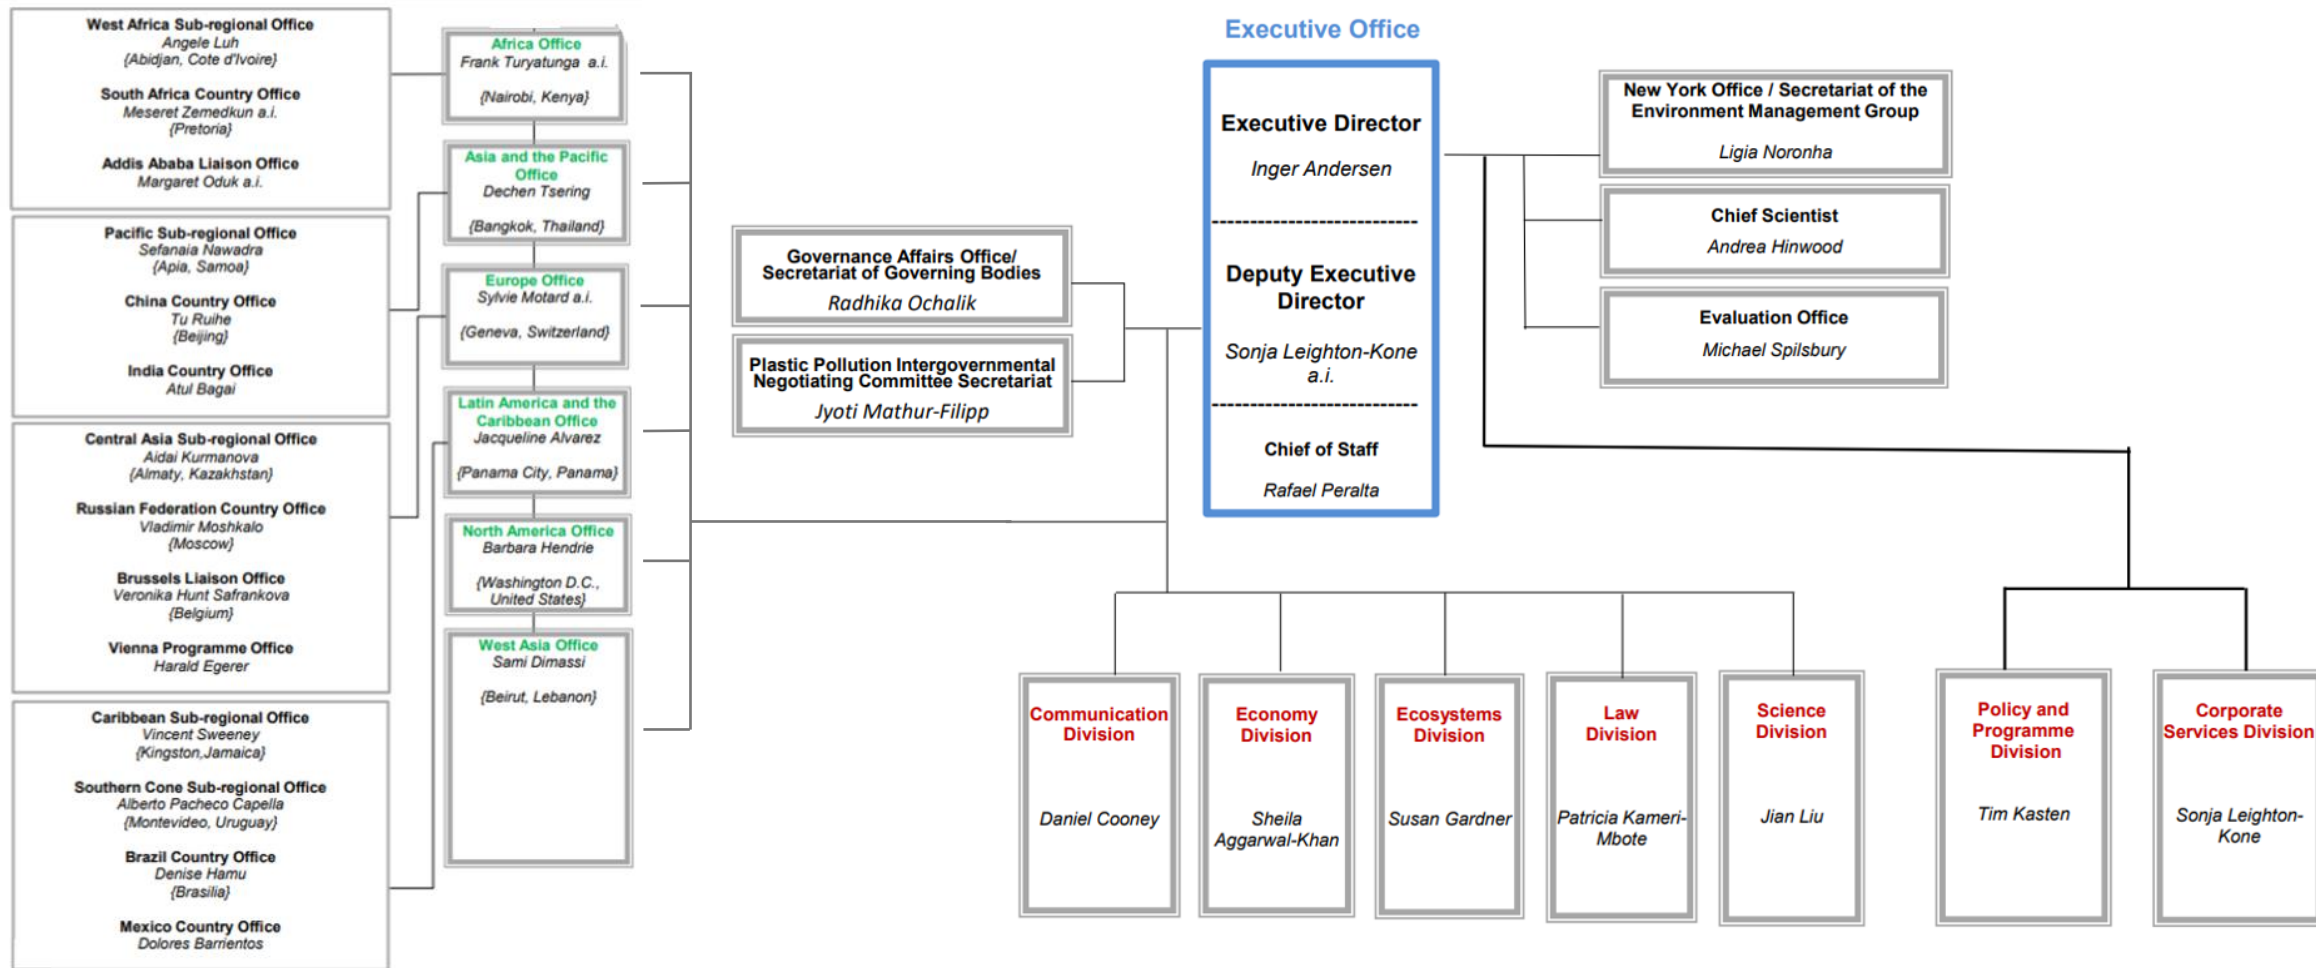 West Africa Sub-regional Office
Angele Luh
{Abidjan, Cote d'Ivoire}
South Africa Country Office
Meseret Zemedkun a.i.
{Pretoria}
Addis Ababa Liaison Office
Margaret Oduk a.i.
Pacific Sub-regional Office
Sefanaia Nawadra
{Apia, Samoa}
China Country Office
Tu Ruihe
{Beijing}
India Country Office
Atul Bagai
Central Asia Sub-regional Office
Aidai Kurmanova
{Almaty, Kazakhstan}
Russian Federation Country Office
Vladimir Moshkalo
{Moscow}
Brussels Liaison Office
Veronika Hunt Safrankova
{Belgium}
Vienna Programme Office
Harald Egerer
Caribbean Sub-regional Office
Vincent Sweeney
{Kingston,Jamaica}
Southern Cone Sub-regional Office
Alberto Pacheco Capella
{Montevideo, Uruguay}
Brazil Country Office
Denise Hamu
{Brasilia}
Mexico Country Office
Dolores Barrientos
Africa Office
Frank Turyatunga a.i.
{Nairobi, Kenya}
Asia and the Pacific
Office
Dechen Tsering
{Bangkok, Thailand}
Europe Office
Sylvie Motard a.i.
{Geneva, Switzerland}
Latin America and the
Caribbean Office
Jacqueline Alvarez
{Panama City, Panama}
North America Office
Barbara Hendrie
{Washington D.C.,
United States}
West Asia Office
Sami Dimassi
{Beirut, Lebanon}
Governance Affairs Office/
Secretariat of Governing Bodies
Radhika Ochalik
Plastic Pollution Intergovernmental
Negotiating Committee Secretariat
Jyoti Mathur-Filipp
Executive Office
Executive Director
Inger Andersen
Deputy Executive
Director
Sonja Leighton-Kone
a.i.
Chief of Staff
Rafael Peralta
New York Office / Secretariat of the
Environment Management Group
Ligia Noronha
Chief Scientist
Andrea Hinwood
Evaluation Office
Michael Spilsbury
Communication
Division
Daniel Cooney
Economy
Division
Sheila
Aggarwal-Khan
Ecosystems
Division
Susan Gardner
Law
Division
Patricia Kameri-
Mbote
Science
Division
Jian Liu
Policy and
Programme
Division
Tim Kasten
Corporate
Services Division
Sonja Leighton-
Kone